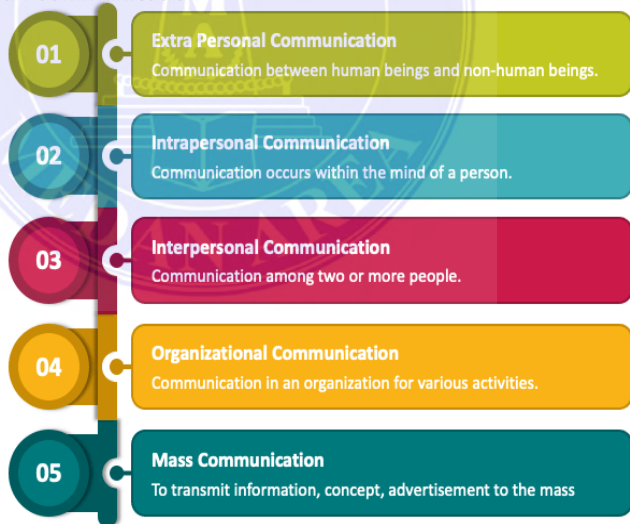 01
Extra Personal Communication
Communication between human beings and non-human beings.
02
Intrapersonal Communication
Communication occurs within the mind of a person.
03
Interpersonal Communication
Communication among two or more people.
04
Organizational Communication
Communication in an organization for various activities.
05
Mass Communication
To transmit information, concept, advertisement to the mass
M
A
AREA